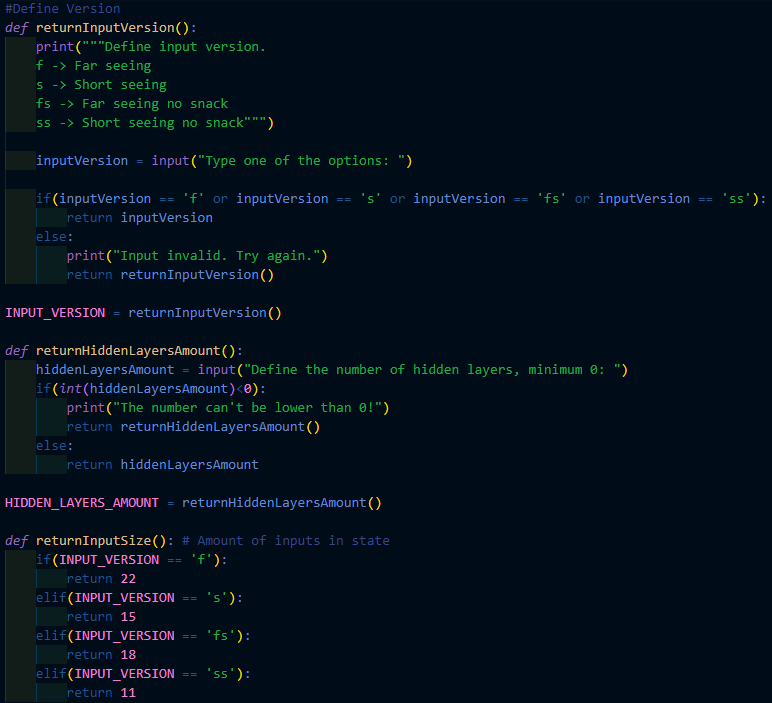 #Define Version
def returnInputVersion():
    print("""Define input version.
    f -> Far seeing
    s -> Short seeing
    fs -> Far seeing no snack
    ss -> Short seeing no snack""")
    inputVersion = input("Type one of the options: ")
    if(inputVersion == 'f' or inputVersion == 's' or inputVersion == 'fs' or inputVersion == 'ss'):
        return inputVersion
    else:
        print("Input invalid. Try again.")
        return returnInputVersion()
INPUT_VERSION = returnInputVersion()
def returnHiddenLayersAmount():
    hiddenLayersAmount = input("Define the number of hidden layers, minimum 0: ")
    if(int(hiddenLayersAmount)<0):
        print("The number can't be lower than 0!")
        return returnHiddenLayersAmount()
    else:
        return hiddenLayersAmount
HIDDEN_LAYERS_AMOUNT = returnHiddenLayersAmount()
def returnInputSize(): # Amount of inputs in state
    if(INPUT_VERSION == 'f'):
        return 22
    elif(INPUT_VERSION == 's'):
        return 15
    elif(INPUT_VERSION == 'fs'):
        return 18
    elif(INPUT_VERSION == 'ss'):
        return 11